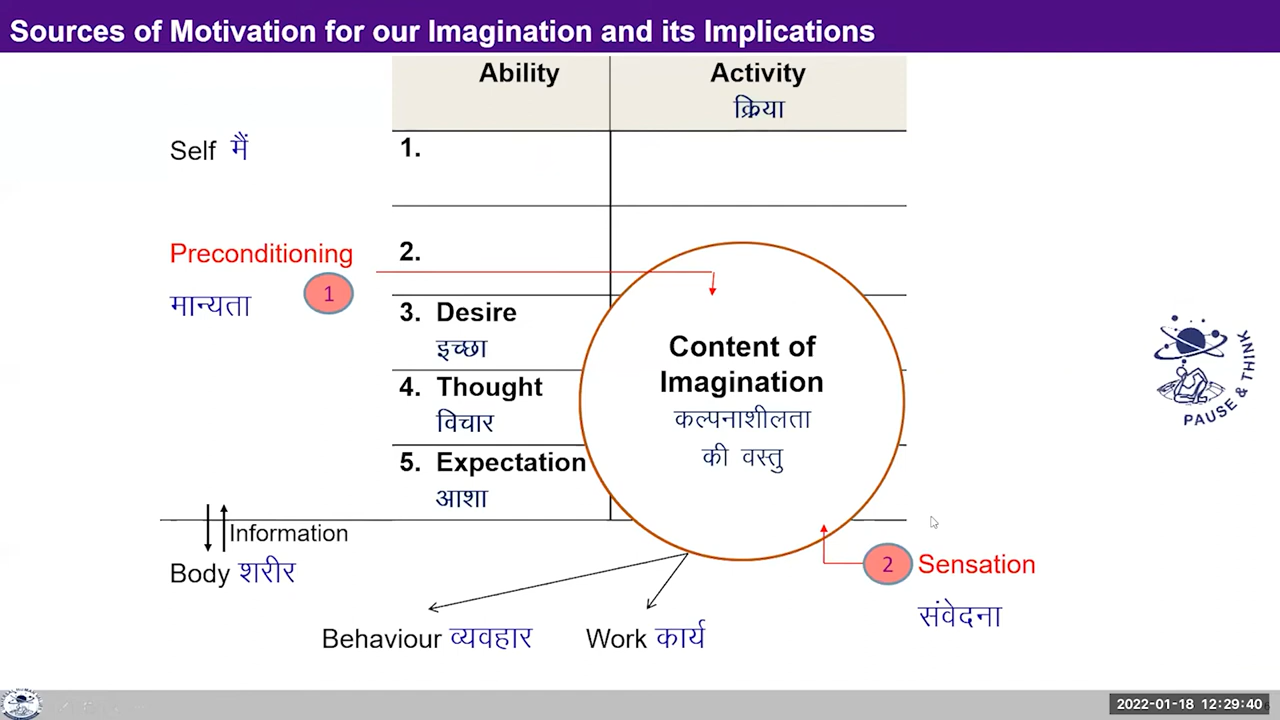 Sources of Motivation for our Imagination and its Implications
Ability Activity
क्रिया
Self मैं 1.
Preconditioning 2.
मान्यता 1
3. Desire
इच्छा
Content of
Imagination
4. Thought
विचार
कल्पनाशीलता
की वस्तु
5. Expectation
आशा
Information
Body शरीर
2 Sensation
संवेदना
Behaviour व्यवहार Work कार्य
PAUSE & THINK
2022-01-18 12:29:40